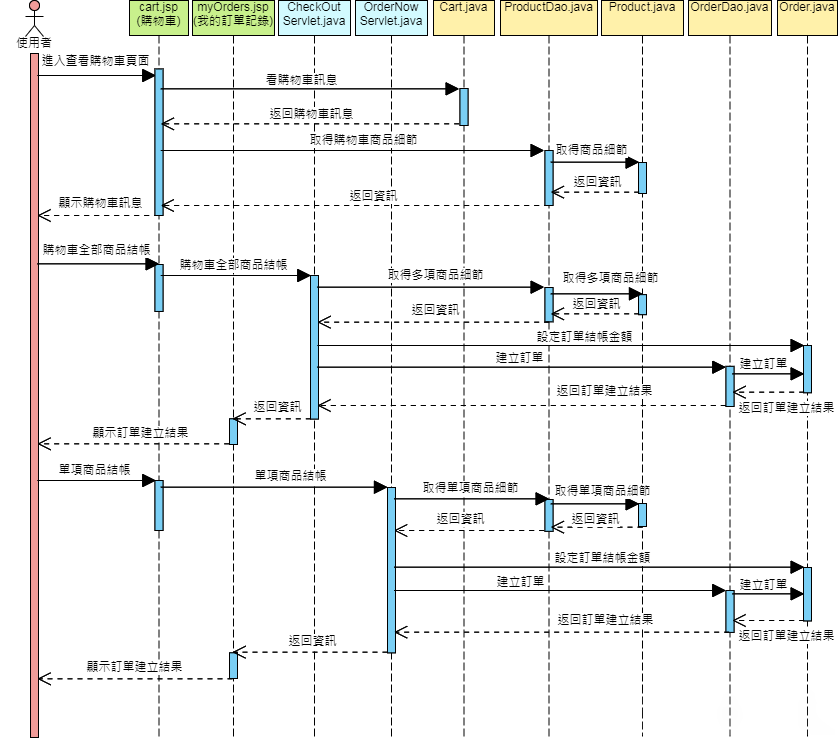 cart.jsp
(購物車)
myOrders.jsp
(我的訂單記錄)
CheckOut
Servlet.java
OrderNow
Servlet.java
Cart.java
ProductDao.java
Product.java
OrderDao.java
Order.java
使用者
進入查看購物車頁面
看購物車訊息
返回購物車訊息
取得購物車商品細節
取得商品細節
返回資訊
返回資訊
顯示購物車訊息
購物車全部商品結帳
購物車全部商品結帳
取得多項商品細節
取得多項商品細節
返回資訊
返回資訊
設定訂單結帳金額
建立訂單
建立訂單
返回訂單建立結果
返回訂單建立結果
返回資訊
顯示訂單建立結果
單項商品結帳
單項商品結帳
取得單項商品細節
取得單項商品細節
返回資訊
返回資訊
設定訂單結帳金額
建立訂單
建立訂單
返回訂單建立結果
返回訂單建立結果
返回資訊
顯示訂單建立結果